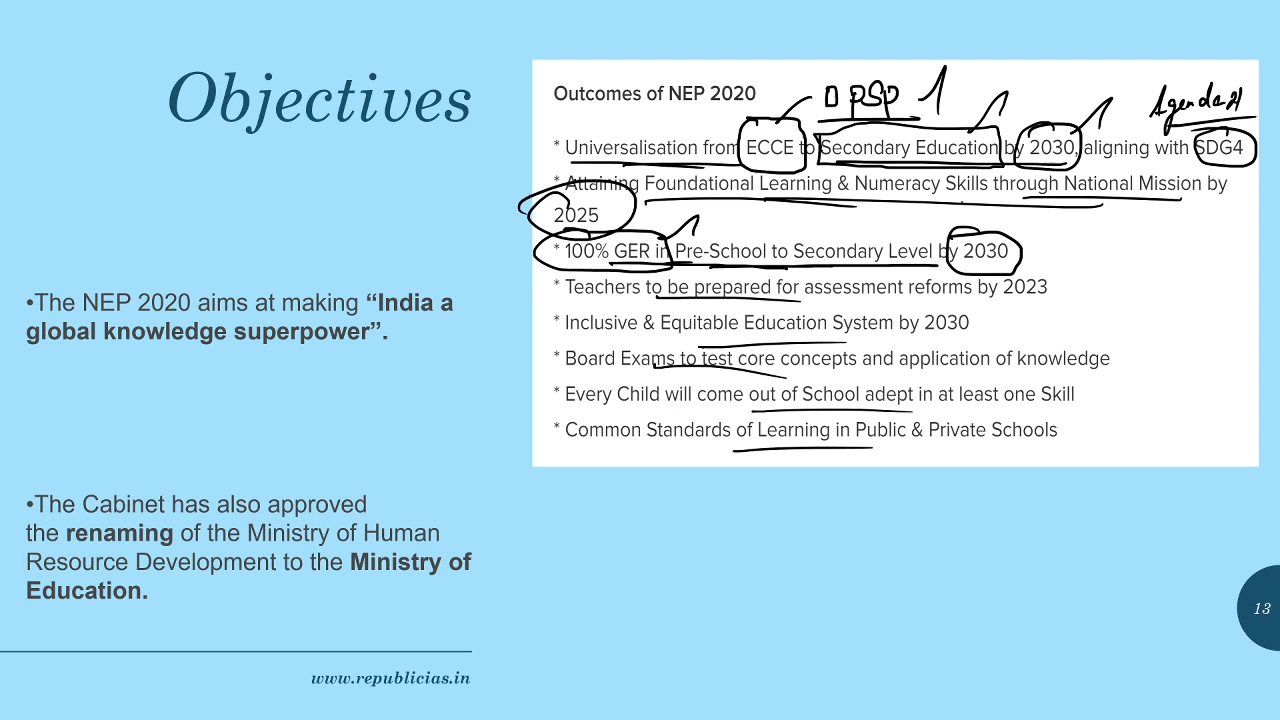 Objectives
•The NEP 2020 aims at making “India a
global knowledge superpower”.
•The Cabinet has also approved
the renaming of the Ministry of Human
Resource Development to the Ministry of
Education.
www.republicias.in
Outcomes of NEP 2020
DPSP
Agenda 21
* Universalisation from ECCE to Secondary Education by 2030, aligning with SDG4
* Attaining Foundational Learning & Numeracy Skills through National Mission by
2025
* 100% GER in Pre-School to Secondary Level by 2030
* Teachers to be prepared for assessment reforms by 2023
* Inclusive & Equitable Education System by 2030
* Board Exams to test core concepts and application of knowledge
* Every Child will come out of School adept in at least one Skill
* Common Standards of Learning in Public & Private Schools
13